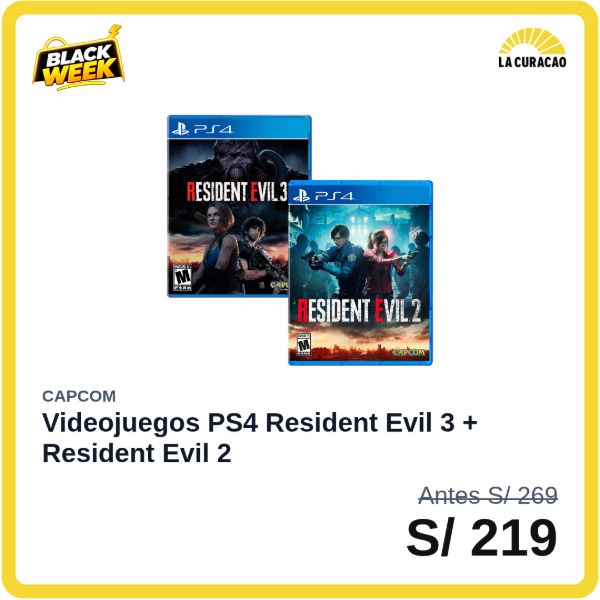 BLACK
WEEK
LA CURACAO
PS4
RESIDENT EVIL 3
M
PS4
RESIDENT EVIL 2
M
CAPCOM
CAPCOM
Videojuegos PS4 Resident Evil 3 +
Resident Evil 2
Antes S/ 269
S/ 219